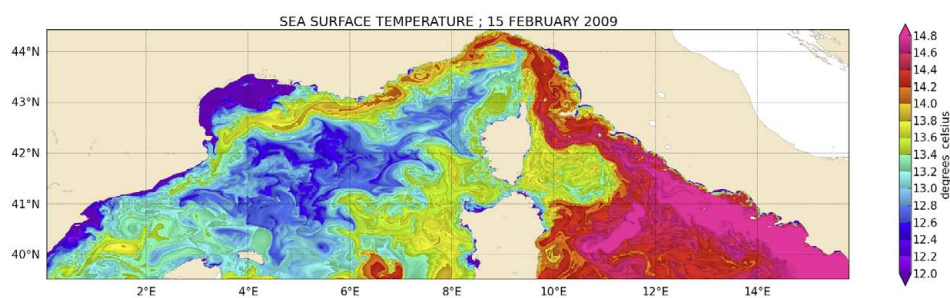 SEA SURFACE TEMPERATURE ; 15 FEBRUARY 2009
44°N
43°N
42°N
41°N
40°N
2°E
4°E
6°E
8°E
10°E
12°E
14°E
14.8
14.6
14.4
14.2
14.0
13.8
13.6
13.4
13.2
13.0
12.8
12.6
12.4
12.2
12.0
degrees celsius